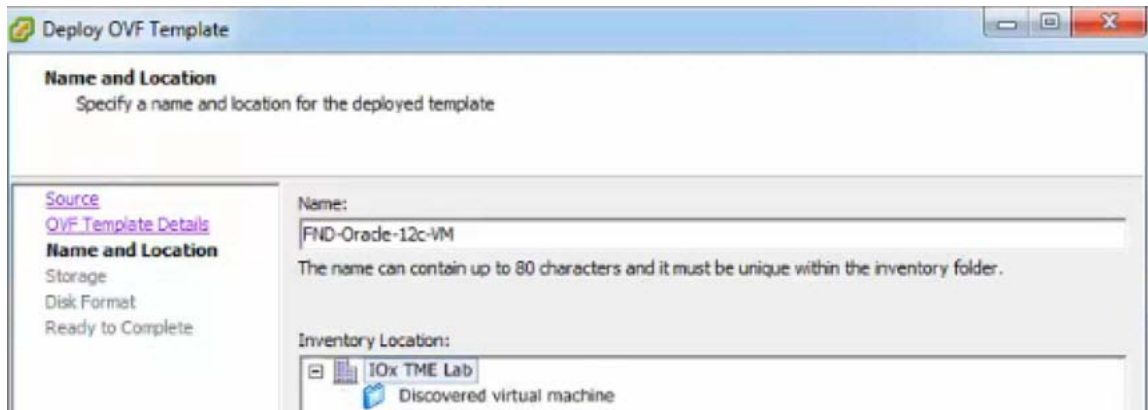 Deploy OVF Template
Name and Location
Specify a name and location for the deployed template
Source
OVF Template Details
Name and Location
Storage
Disk Format
Ready to Complete
Name:
FND-Oracle-12c-VM
The name can contain up to 80 characters and it must be unique within the inventory folder.
Inventory Location:
IOx TME Lab
Discovered virtual machine